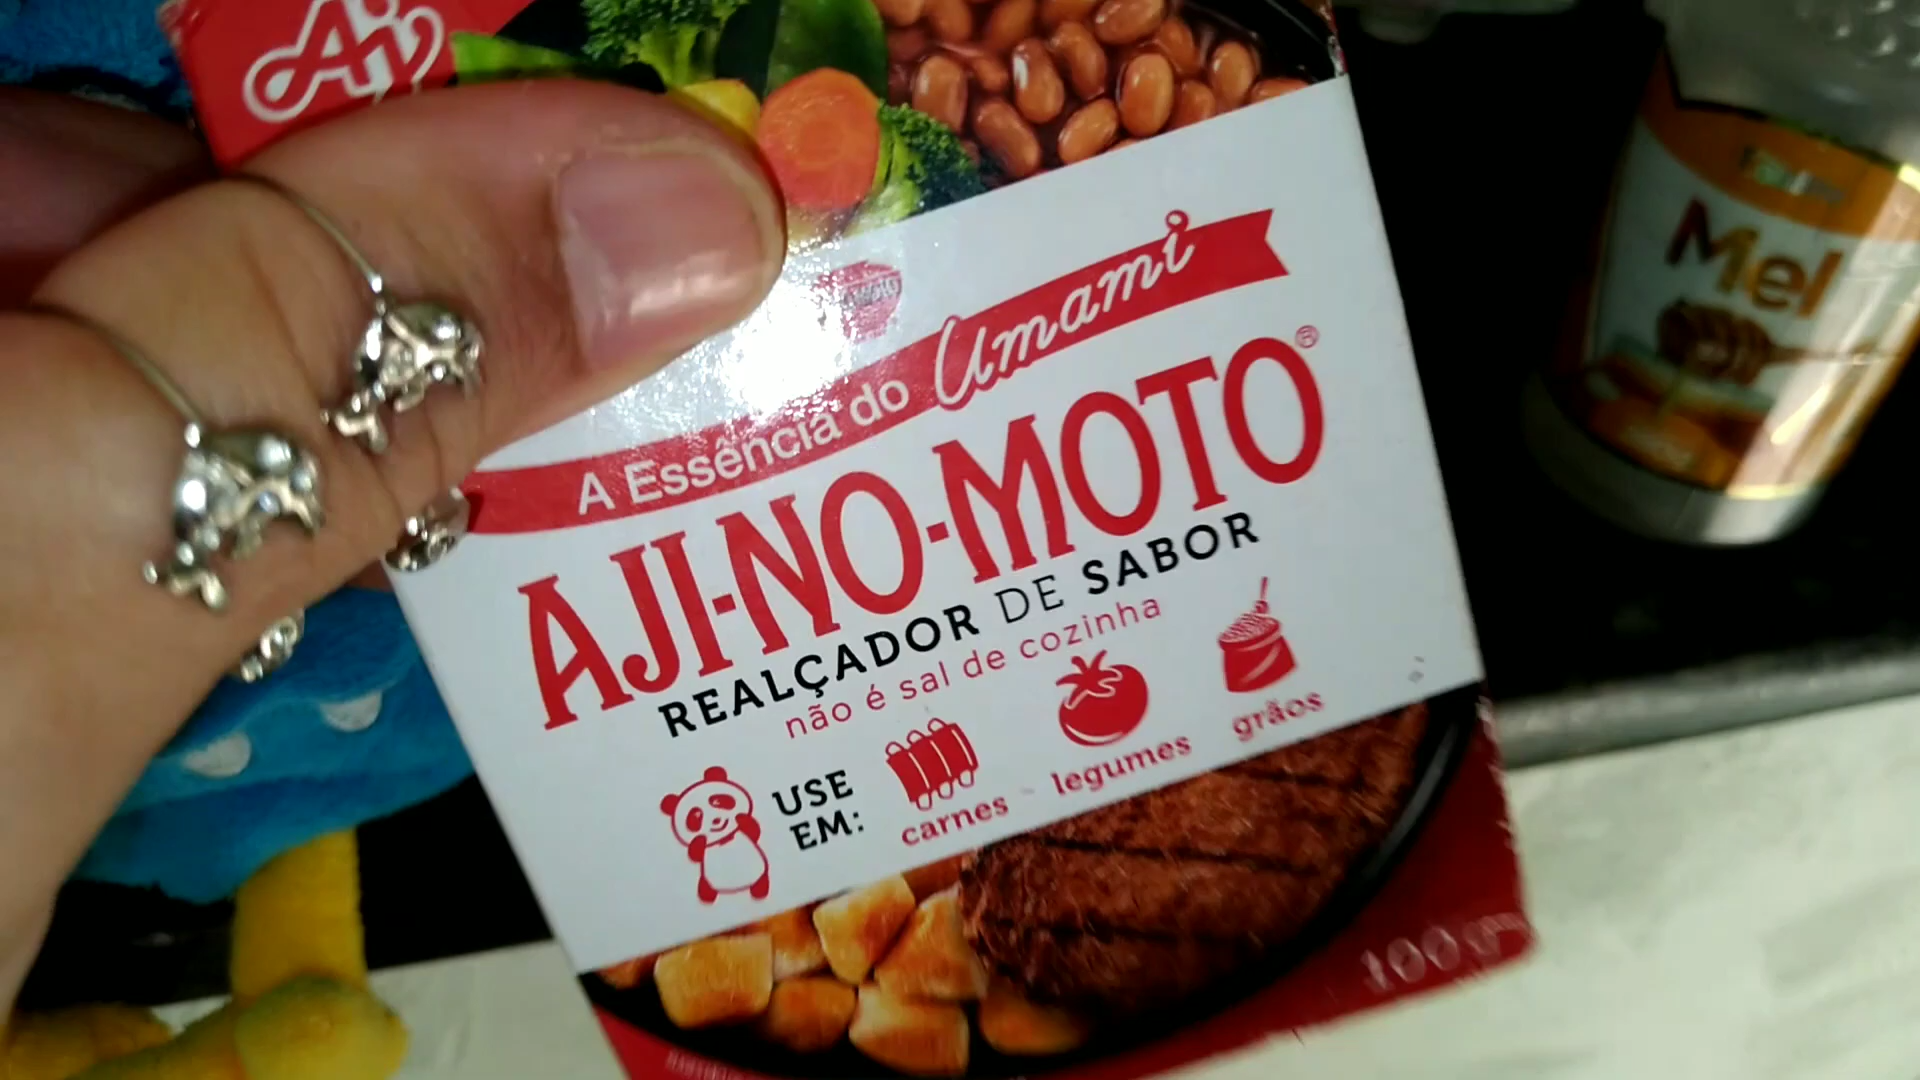 Aji
A Essência do Umami
AJI-NO-MOTO®
REALÇADOR DE SABOR
não é sal de cozinha
USE
EM:
carnes
legumes
grãos
100 g
Mel